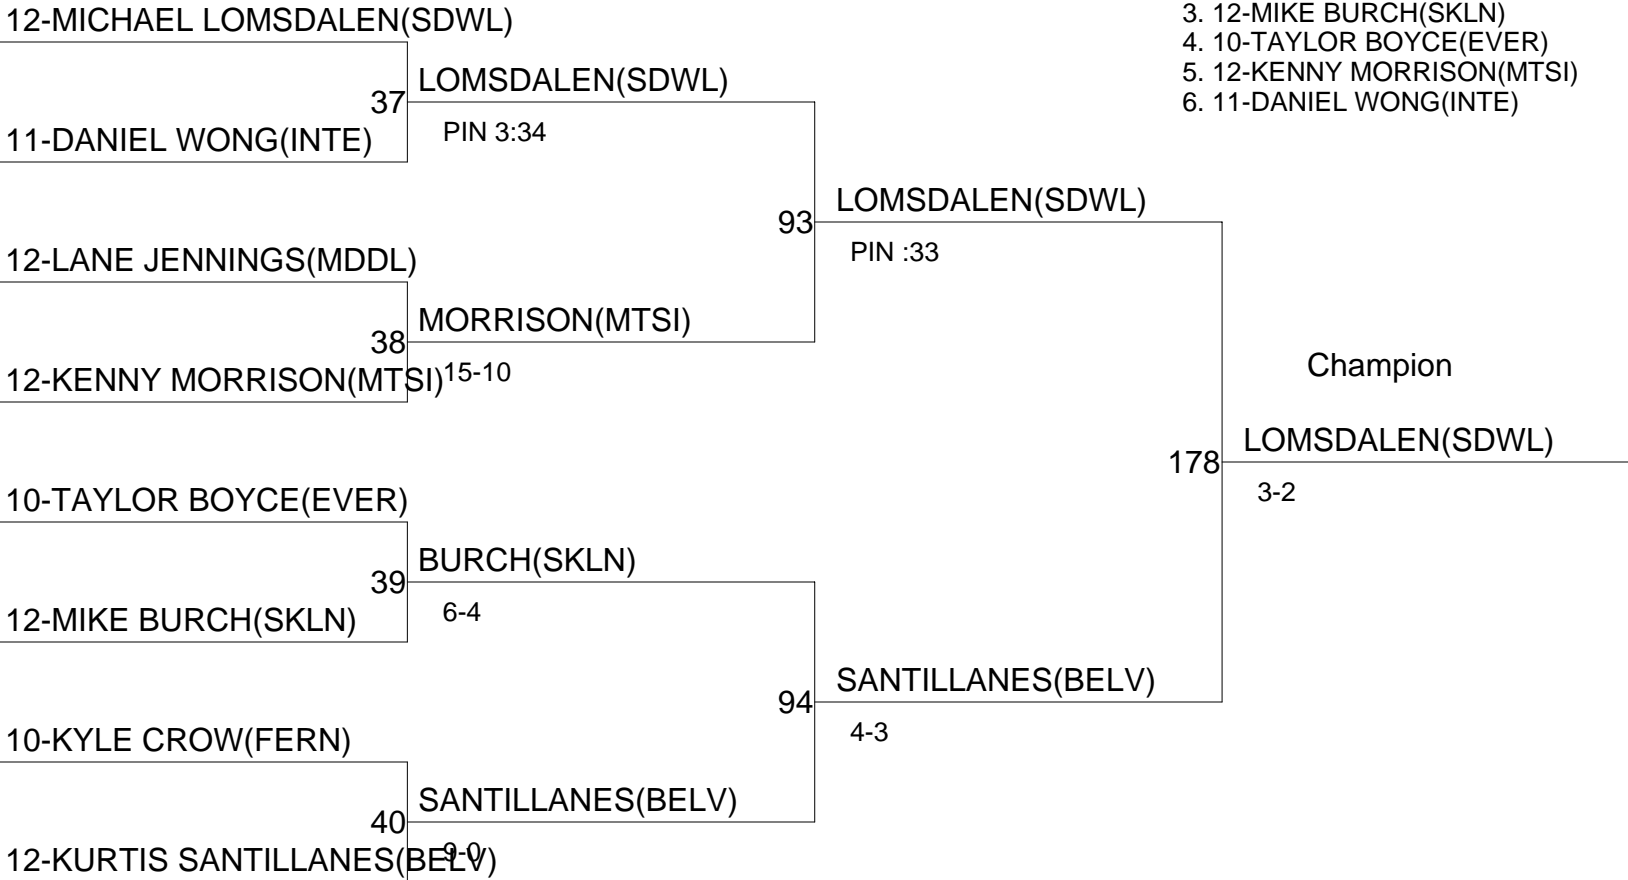 12-MICHAEL LOMSDALEN(SDWL)
3. 12-MIKE BURCH(SKLN)
4. 10-TAYLOR BOYCE(EVER)
5. 12-KENNY MORRISON(MTSI)
6. 11-DANIEL WONG(INTE)
LOMSDALEN(SDWL)
37
PIN 3:34
11-DANIEL WONG(INTE)
LOMSDALEN(SDWL)
93
PIN :33
12-LANE JENNINGS(MDDL)
MORRISON(MTSI)
38
15-10
12-KENNY MORRISON(MTSI)
Champion
LOMSDALEN(SDWL)
178
3-2
10-TAYLOR BOYCE(EVER)
BURCH(SKLN)
39
6-4
12-MIKE BURCH(SKLN)
SANTILLANES(BELV)
94
4-3
10-KYLE CROW(FERN)
SANTILLANES(BELV)
40
9-0
12-KURTIS SANTILLANES(BELV)